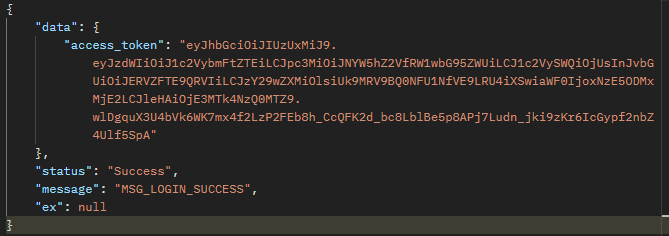 {
"data": {
"access_token": "eyJhbGciOiJIUzUxMiJ9.
eyJzdWIiOiJ1c2VybmFtZTEiLCJpc3MiOiJNYW5hZ2VfRW1wbG95ZWUiLCJ1c2VySWQiOjUsInJvbG
UiOiJERVZFTE9QRVIiLCJzY29wZXMiOlsiUk9MRV9BQ0NFU1NfVE9LRU4iXSwiaWF0IjoxNzE5ODMx
MjE2LCJleHAiOjE3MTk4NzQ0MTZ9.
wlDgquX3U4bVk6WK7mx4f2LzP2FEb8h_CcQFK2d_bc8LblBe5p8APj7Ludn_jki9zKr6IcGypf2nbZ
4Ulf5SpA"
},
"status": "Success",
"message": "MSG_LOGIN_SUCCESS",
"ex": null
}